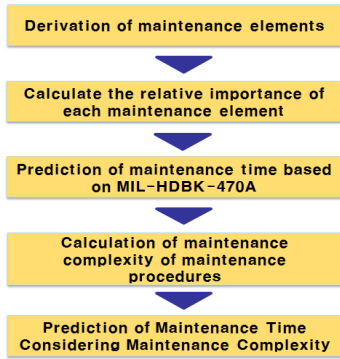 Derivation of maintenance elements
Calculate the relative importance of
each maintenance element
Prediction of maintenance time based
on MIL-HDBK-470A
Calculation of maintenance
complexity of maintenance
procedures
Prediction of Maintenance Time
Considering Maintenance Complexity